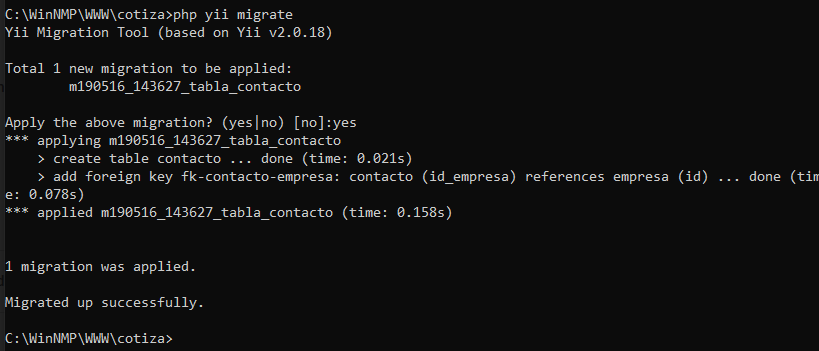 C:\WinNMP\WWW\cotiza>php yii migrate
Yii Migration Tool (based on Yii v2.0.18)
Total 1 new migration to be applied:
m190516_143627_tabla_contacto
Apply the above migration? (yes|no) [no]:yes
*** applying m190516_143627_tabla_contacto
> create table contacto ... done (time: 0.021s)
> add foreign key fk-contacto-empresa: contacto (id_empresa) references empresa (id) ... done (tim
e: 0.078s)
*** applied m190516_143627_tabla_contacto (time: 0.158s)
1 migration was applied.
Migrated up successfully.
C:\WinNMP\WWW\cotiza>